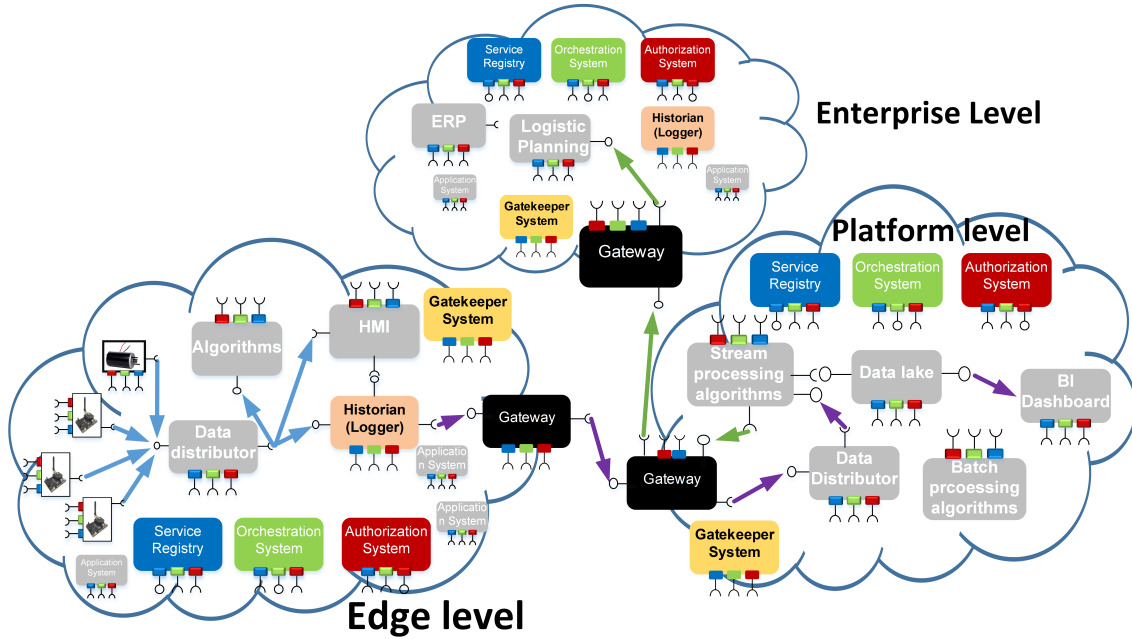 Service
Registry
Orchestration
System
Authorization
System
Enterprise Level
ERP
Logistic
Planning
Historian
(Logger)
Application
System
Application
System
Gatekeeper
System
Gateway
Platform level
Service
Registry
Orchestration
System
Authorization
System
Stream
processing
algorithms
Data lake
BI
Dashboard
Gateway
Data
Distributor
Batch
prcoessing
algorithms
Gatekeeper
System
Algorithms
HMI
Gatekeeper
System
Data
distributor
Historian
(Logger)
Gateway
Applicatio
n System
Applicatio
n System
Application
System
Service
Registry
Orchestration
System
Authorization
System
Edge level